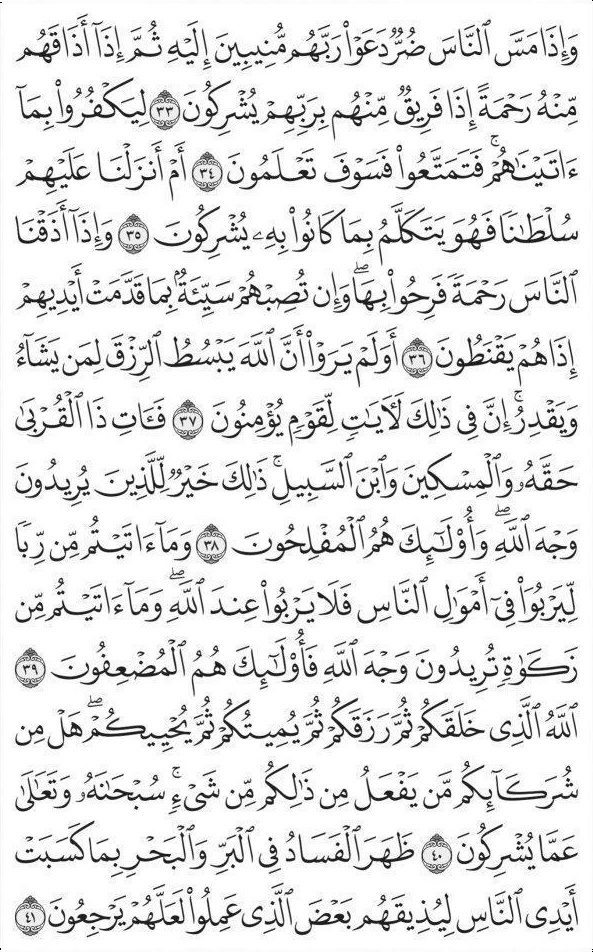 وَإِذَا مَسَّ ٱلنَّاسَ ضُرٌّ دَعَوْا۟ رَبَّهُم مُّنِيبِينَ إِلَيْهِ ثُمَّ إِذَآ أَذَاقَهُم
مِّنْهُ رَحْمَةً إِذَا فَرِيقٌ مِّنْهُم بِرَبِّهِمْ يُشْرِكُونَ ٣٣ لِيَكْفُرُوا۟ بِمَآ
ءَاتَيْنَٰهُمْ ۚ فَتَمَتَّعُوا۟ فَسَوْفَ تَعْلَمُونَ ٣٤ أَمْ أَنزَلْنَا عَلَيْهِمْ
سُلْطَٰنًا فَهُوَ يَتَكَلَّمُ بِمَا كَانُوا۟ بِهِۦ يُشْرِكُونَ ٣٥ وَإِذَآ أَذَقْنَا
ٱلنَّاسَ رَحْمَةً فَرِحُوا۟ بِهَا ۖ وَإِن تُصِبْهُمْ سَيِّئَةٌۢ بِمَا قَدَّمَتْ أَيْدِيهِمْ
إِذَا هُمْ يَقْنَطُونَ ٣٦ أَوَلَمْ يَرَوْا۟ أَنَّ ٱللَّهَ يَبْسُطُ ٱلرِّزْقَ لِمَن يَشَآءُ
وَيَقْدِرُ ۚ إِنَّ فِى ذَٰلِكَ لَءَايَٰتٍ لِّقَوْمٍ يُؤْمِنُونَ ٣٧ فَـَٔاتِ ذَا ٱلْقُرْبَىٰ
حَقَّهُۥ وَٱلْمِسْكِينَ وَٱبْنَ ٱلسَّبِيلِ ۚ ذَٰلِكَ خَيْرٌ لِّلَّذِينَ يُرِيدُونَ
وَجْهَ ٱللَّهِ ۖ وَأُو۟لَٰٓئِكَ هُمُ ٱلْمُفْلِحُونَ ٣٨ وَمَآ ءَاتَيْتُم مِّن رِّبًا
لِّيَرْبُوَا۟ فِىٓ أَمْوَٰلِ ٱلنَّاسِ فَلَا يَرْبُوا۟ عِندَ ٱللَّهِ ۖ وَمَآ ءَاتَيْتُم مِّن
زَكَوٰةٍ تُرِيدُونَ وَجْهَ ٱللَّهِ فَأُو۟لَٰٓئِكَ هُمُ ٱلْمُضْعِفُونَ ٣٩
ٱللَّهُ ٱلَّذِى خَلَقَكُمْ ثُمَّ رَزَقَكُمْ ثُمَّ يُمِيتُكُمْ ثُمَّ يُحْيِيكُمْ ۖ هَلْ مِن
شُرَكَآئِكُم مَّن يَفْعَلُ مِن ذَٰلِكُم مِّن شَىْءٍ ۚ سُبْحَٰنَهُۥ وَتَعَٰلَىٰ
عَمَّا يُشْرِكُونَ ٤٠ ظَهَرَ ٱلْفَسَادُ فِى ٱلْبَرِّ وَٱلْبَحْرِ بِمَا كَسَبَتْ
أَيْدِى ٱلنَّاسِ لِيُذِيقَهُم بَعْضَ ٱلَّذِى عَمِلُوا۟ لَعَلَّهُمْ يَرْجِعُونَ ٤١